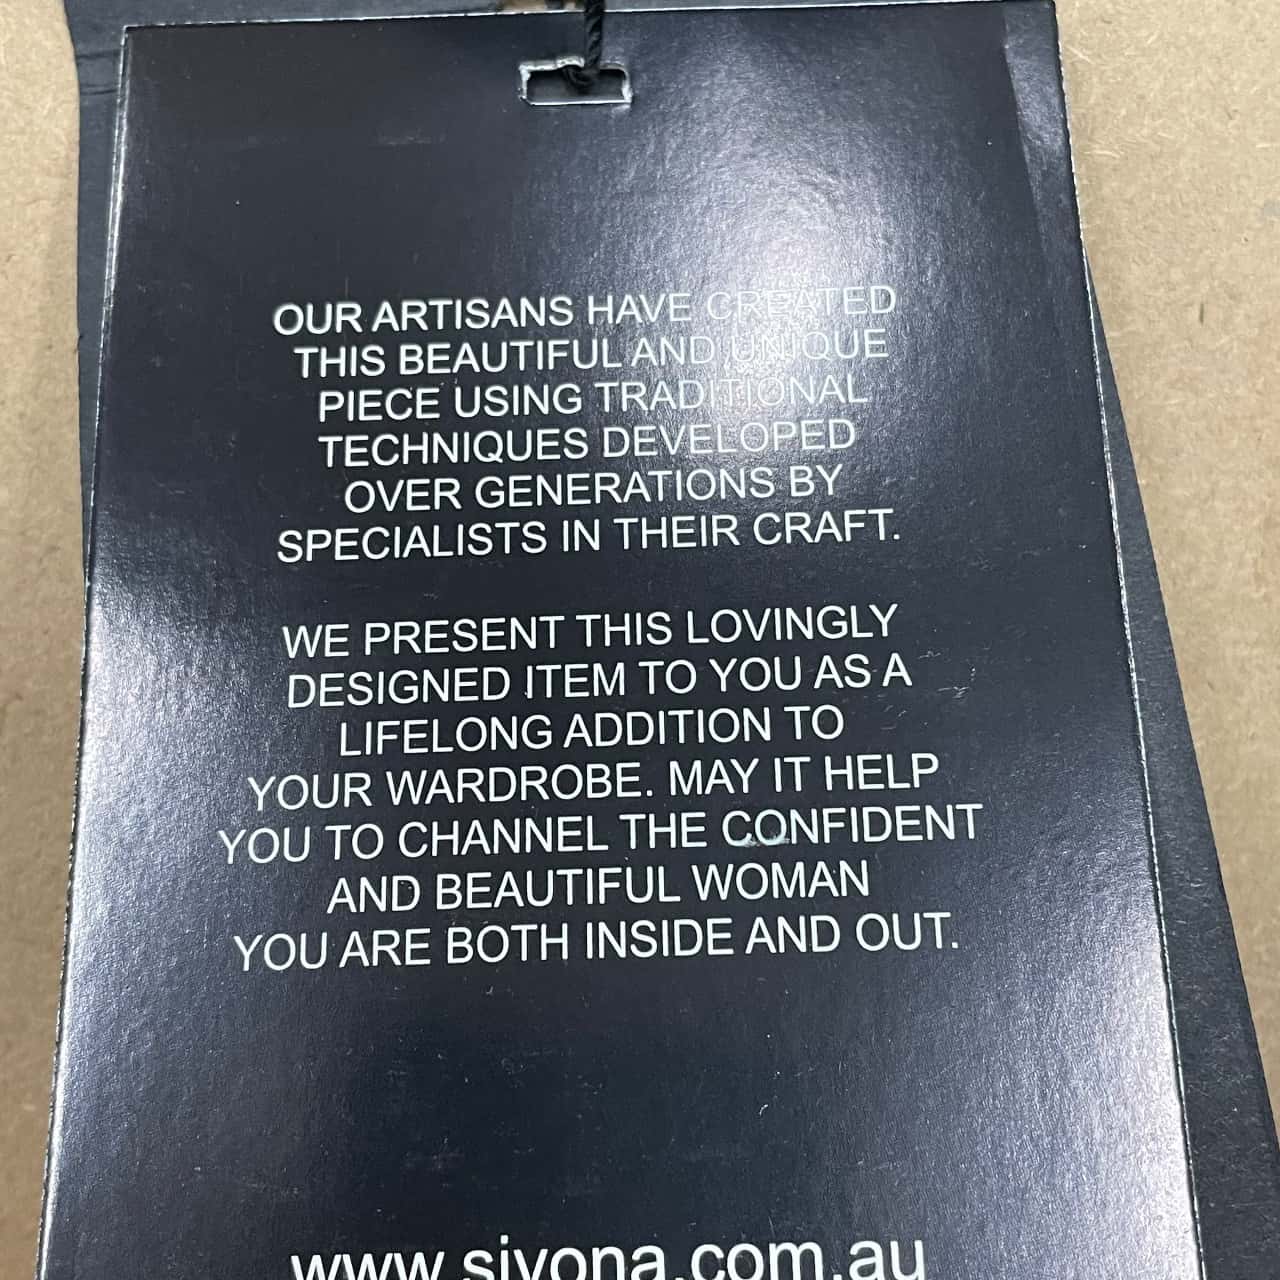 OUR ARTISANS HAVE CREATED
THIS BEAUTIFUL AND UNIQUE
PIECE USING TRADITIONAL
TECHNIQUES DEVELOPED
OVER GENERATIONS BY
SPECIALISTS IN THEIR CRAFT.
WE PRESENT THIS LOVINGLY
DESIGNED ITEM TO YOU AS A
LIFELONG ADDITION TO
YOUR WARDROBE. MAY IT HELP
YOU TO CHANNEL THE CONFIDENT
AND BEAUTIFUL WOMAN
YOU ARE BOTH INSIDE AND OUT.
www.sivona.com.au